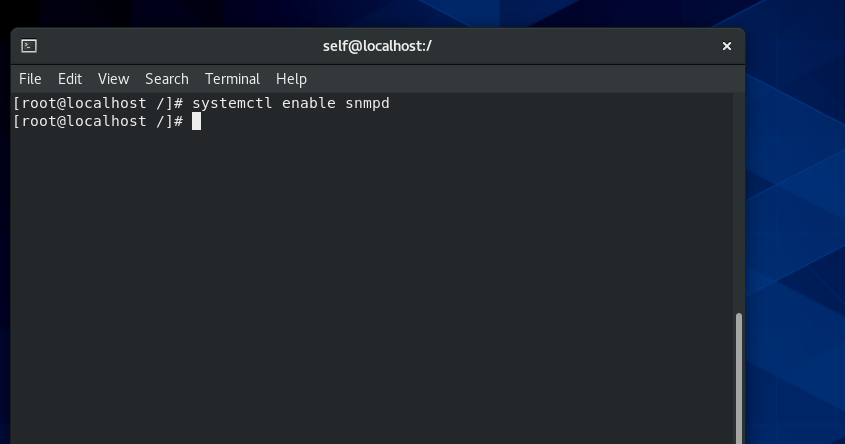 self@localhost:/
File Edit View Search Terminal Help
[root@localhost /]# systemctl enable snmpd
[root@localhost /]#